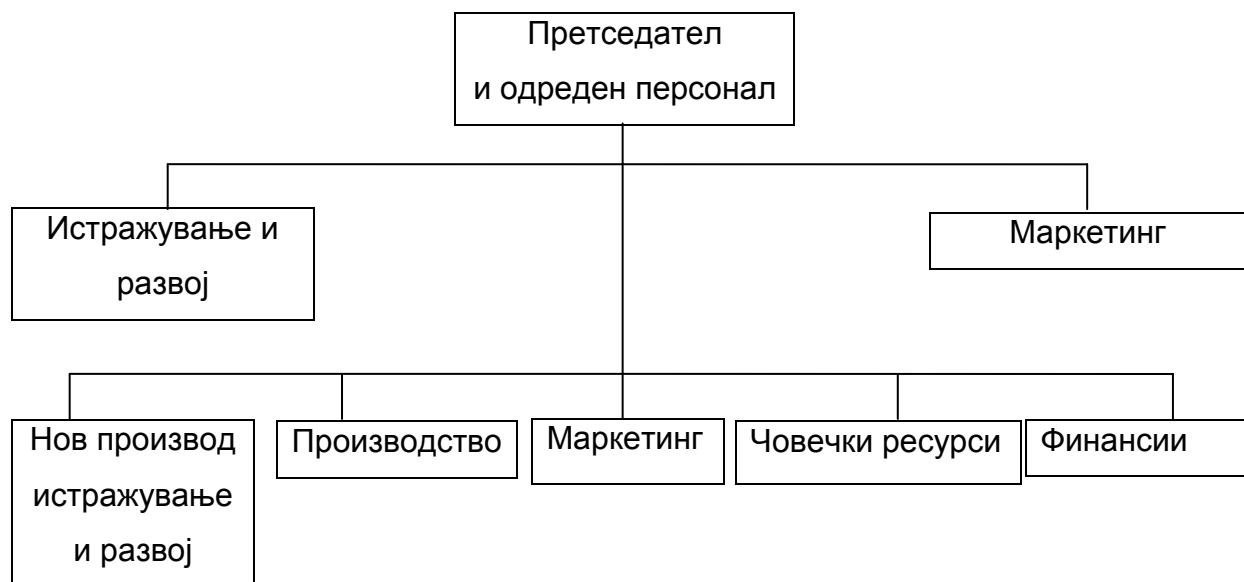 Претседател
и одреден персонал
Истражување и
развој
Маркетинг
Нов производ
истражување
и развој
Производство
Маркетинг
Човечки ресурси
Финансии